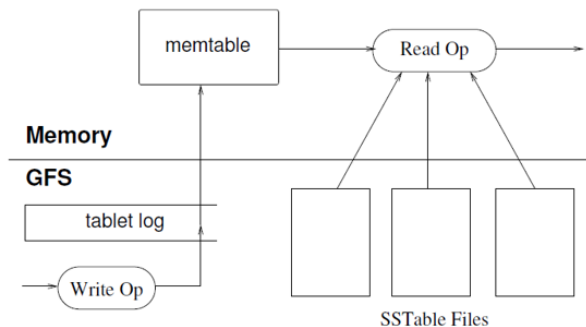 memtable
Read Op
Memory
GFS
tablet log
Write Op
SSTable Files